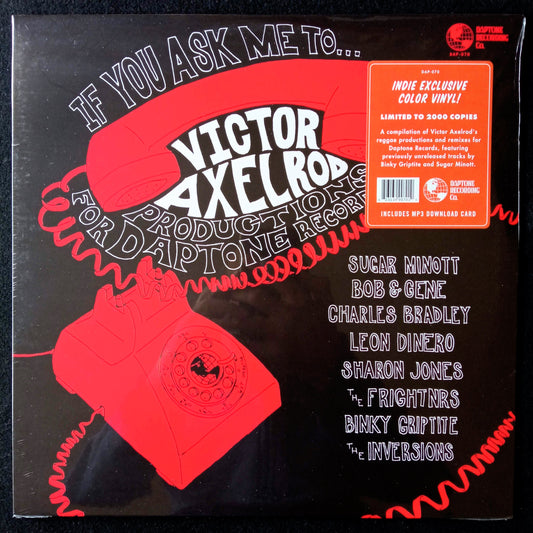 IF YOU ASK ME TO...
VICTOR
AXELROD
PRODUCTIONS
FOR DAPTONE RECORDS
DAPTONE
RECORDING
Co.
DAP-070
DAP-070
INDIE EXCLUSIVE
COLOR VINYL!
LIMITED TO 2000 COPIES
A compilation of Victor Axelrod's
reggae productions and remixes for
Daptone Records, featuring
previously unreleased tracks by
Binky Griptite and Sugar Minott.
DAPTONE
RECORDING
Co.
INCLUDES MP3 DOWNLOAD CARD
SUGAR MINOTT
BOB & GENE
CHARLES BRADLEY
LEON DINERO
SHARON JONES
THE FRIGHTNRS
BINKY GRIPTITE
THE INVERSIONS